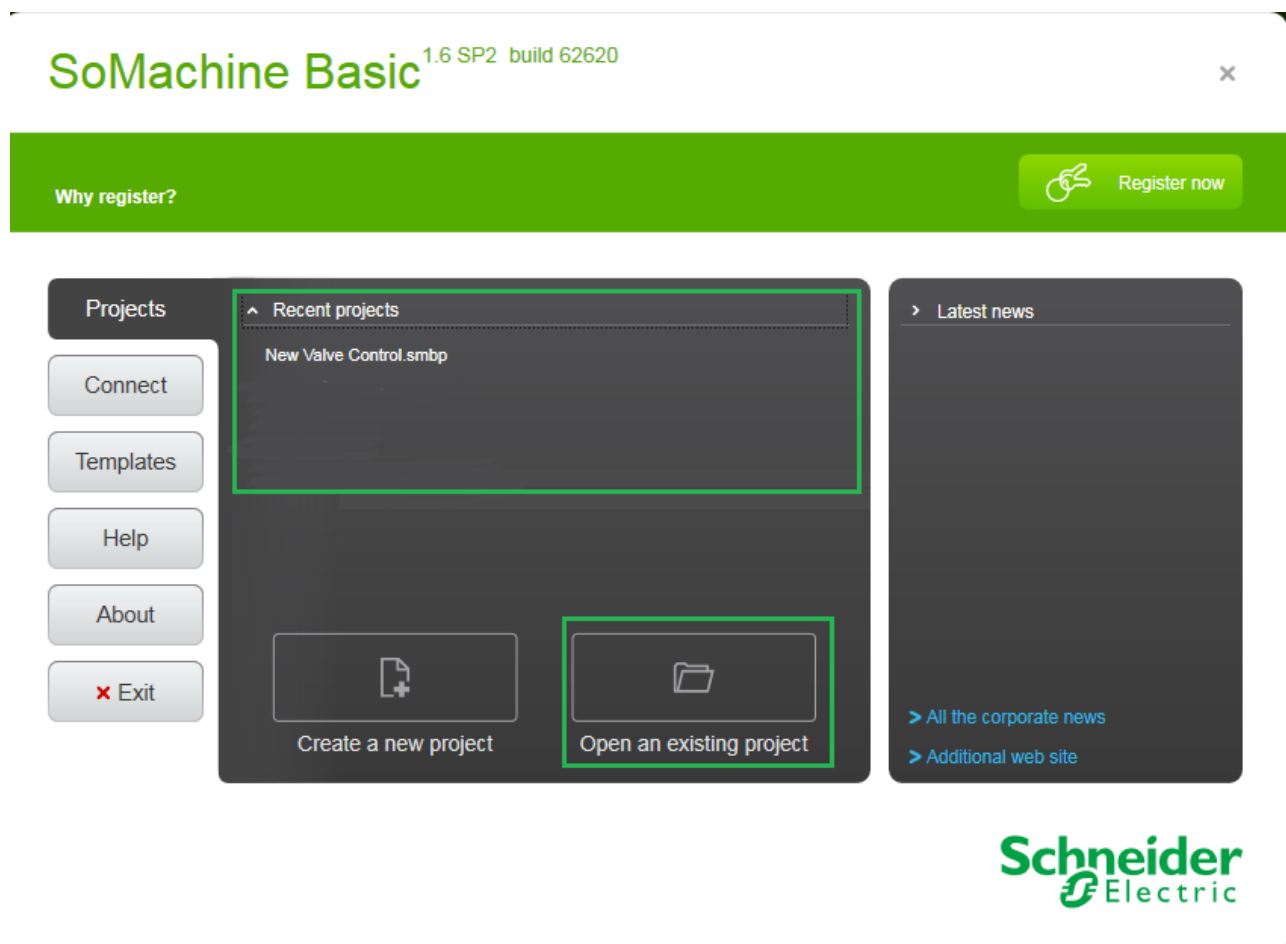 SoMachine Basic 1.6 SP2 build 62620
Why register?
Register now
Projects
Connect
Templates
Help
About
Exit
Recent projects
New Valve Control.smbp
Create a new project
Open an existing project
Latest news
All the corporate news
Additional web site
Schneider
Electric